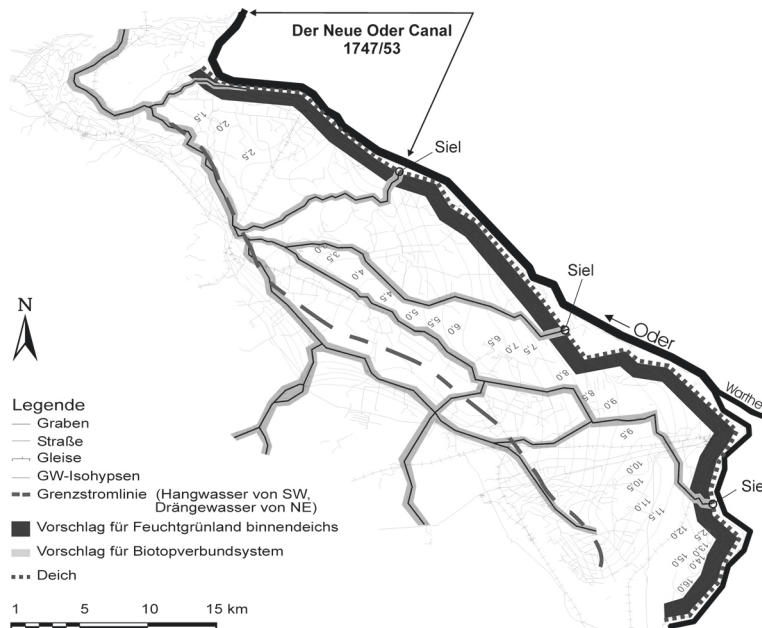 Der Neue Oder Canal
1747/53
Siel
Siel
Oder
Warthe
Siel
1,5
2,0
2,5
3,5
4,0
4,5
5,0
5,5
6,0
6,5
7,0
7,5
8,0
8,5
9,0
9,5
10,0
10,5
11,0
11,5
12,0
12,5
13,0
14,0
15,0
16,0
N
Legende
Graben
Straße
Gleise
GW-Isohypsen
Grenzstromlinie (Hangwasser von SW,
Drängewasser von NE)
Vorschlag für Feuchtgrünland binnendeichs
Vorschlag für Biotopverbundsystem
Deich
1 5 10 15 km